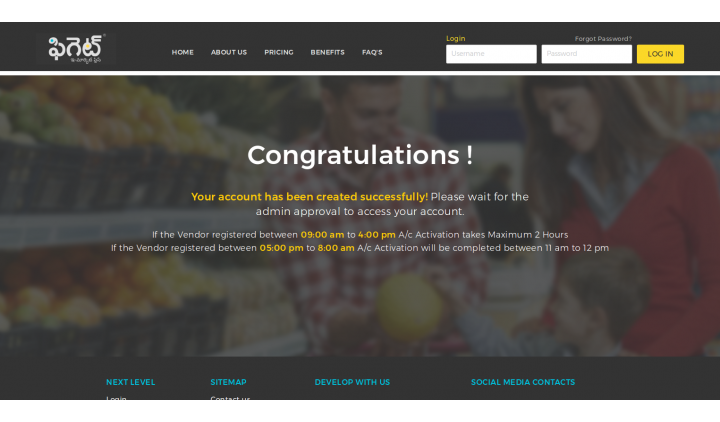 ఫిగెట్
ఇ-మార్కెట్ ప్లేస్
HOME ABOUT US PRICING BENEFITS FAQ'S
Login Forgot Password?
Username Password LOG IN
Congratulations !
Your account has been created successfully! Please wait for the
admin approval to access your account.
If the Vendor registered between 09:00 am to 4:00 pm A/c Activation takes Maximum 2 Hours
If the Vendor registered between 05:00 pm to 8:00 am A/c Activation will be completed between 11 am to 12 pm
NEXT LEVEL SITEMAP DEVELOP WITH US SOCIAL MEDIA CONTACTS
Login Contact us